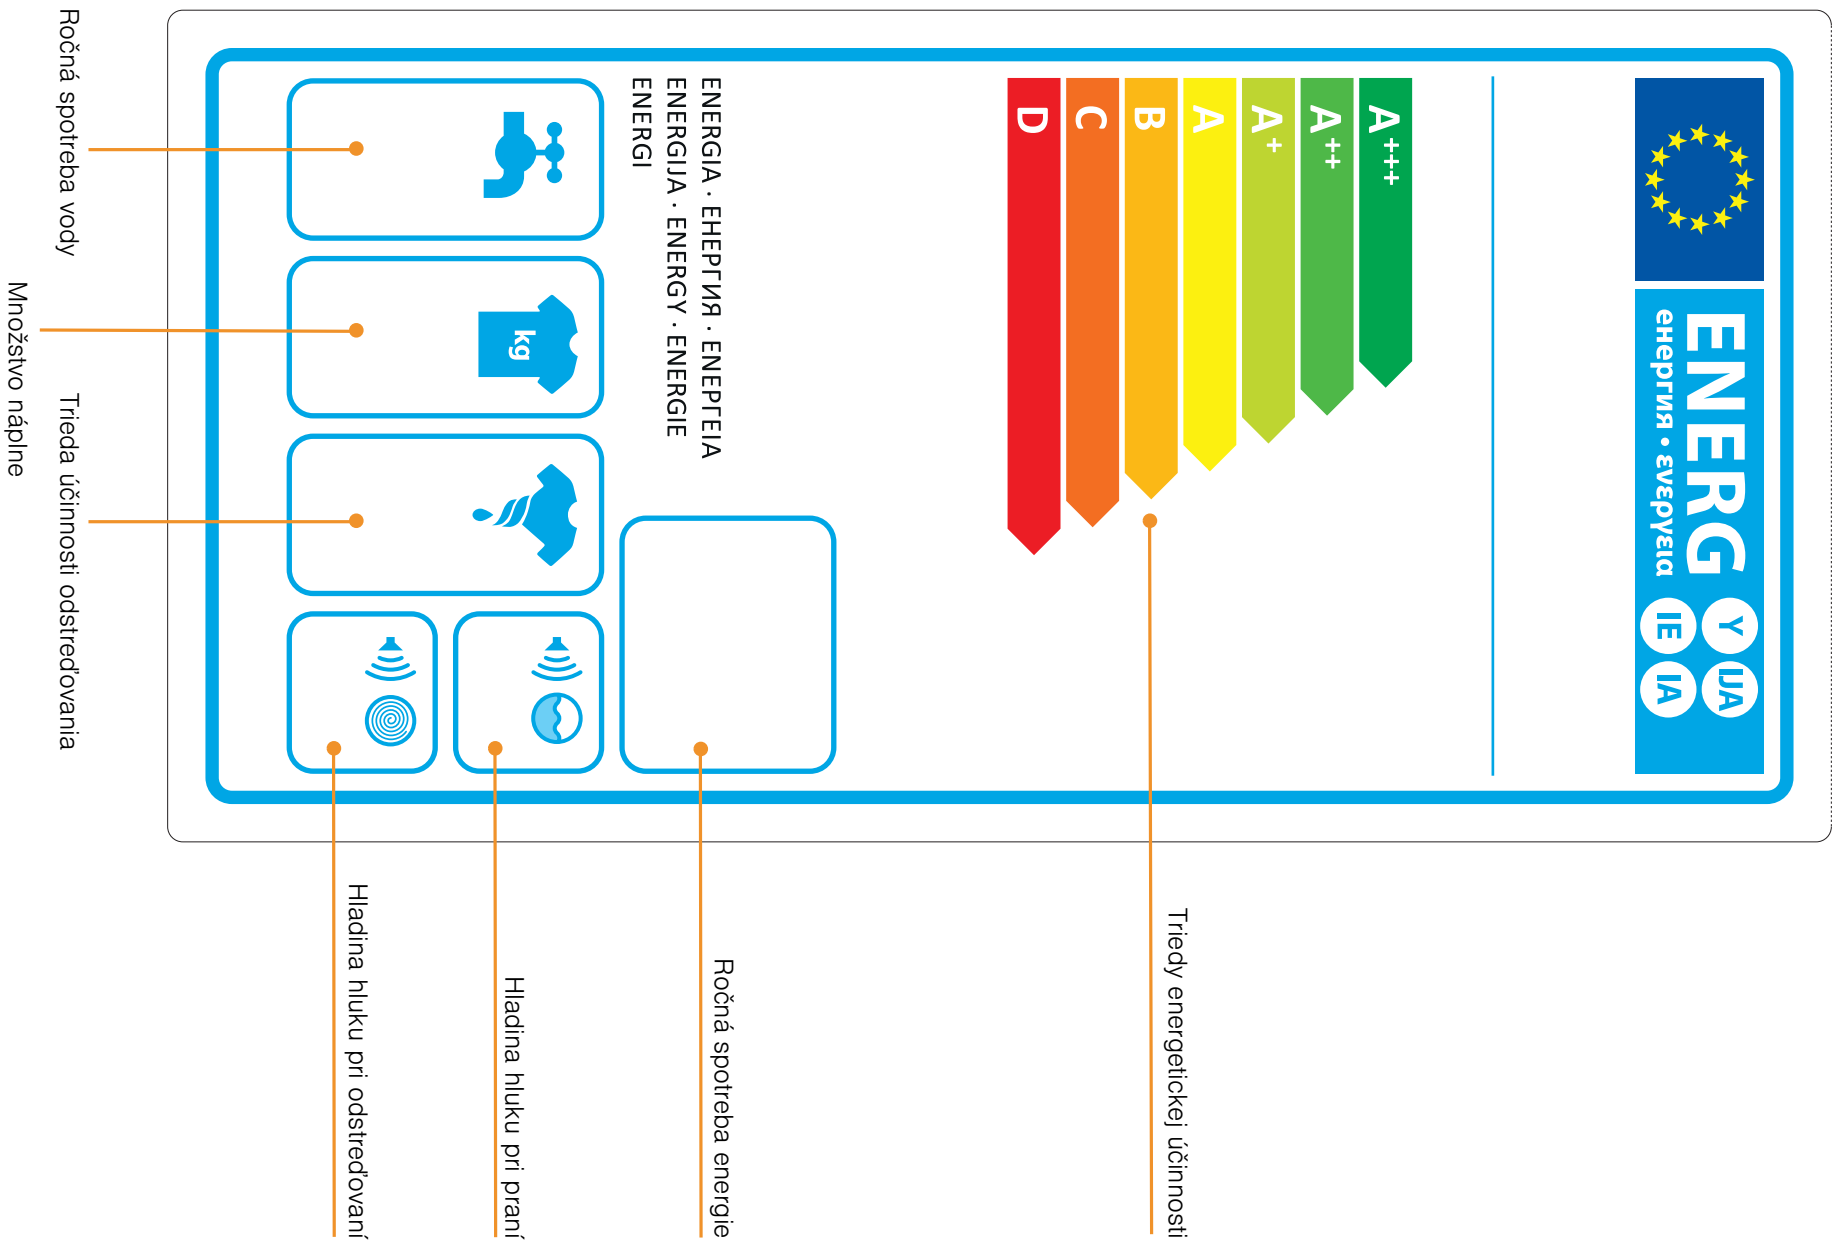 ENERG
енергия · ενεργεια
Y
IJA
IE
IA
A+++
A++
A+
A
B
C
D
Triedy energetickej účinnosti
ENERGIA · ЕНЕРГИЯ · ΕΝΕΡΓΕΙΑ
ENERGIJA · ENERGY · ENERGIE
ENERGI
Ročná spotreba energie
kg
Hladina hluku pri praní
Hladina hluku pri odstreďovaní
Ročná spotreba vody
Množstvo náplne
Trieda účinnosti odstreďovania